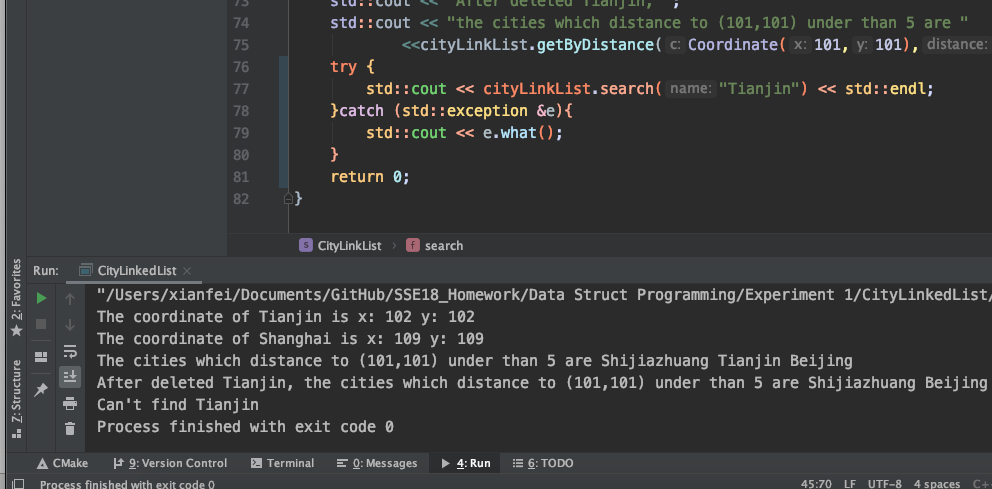 73 std::cout << "After deleted Tianjin, ";
74 std::cout << "the cities which distance to (101,101) under than 5 are "
75 <<cityLinkList.getByDistance( c: Coordinate( x: 101, y: 101), distance:
76 try {
77 std::cout << cityLinkList.search( name: "Tianjin") << std::endl;
78 }catch (std::exception &e){
79 std::cout << e.what();
80 }
81 return 0;
82 }
S CityLinkList > f search
Run: CityLinkedList ×
"/Users/xianfei/Documents/GitHub/SSE18_Homework/Data Struct Programming/Experiment 1/CityLinkedList/
The coordinate of Tianjin is x: 102 y: 102
The coordinate of Shanghai is x: 109 y: 109
The cities which distance to (101,101) under than 5 are Shijiazhuang Tianjin Beijing
After deleted Tianjin, the cities which distance to (101,101) under than 5 are Shijiazhuang Beijing
Can't find Tianjin
Process finished with exit code 0
2: Favorites
Z: Structure
CMake 9: Version Control Terminal 0: Messages 4: Run 6: TODO
Process finished with exit code 0 45:70 LF UTF-8 4 spaces C+